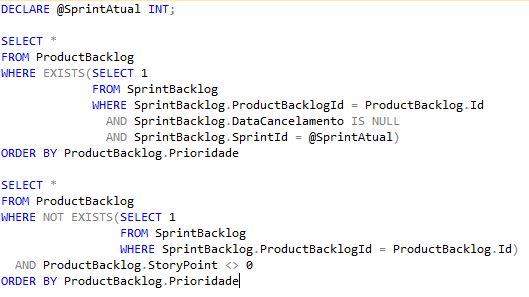 DECLARE @SprintAtual INT;
SELECT *
FROM ProductBacklog
WHERE EXISTS(SELECT 1
FROM SprintBacklog
WHERE SprintBacklog.ProductBacklogId = ProductBacklog.Id
AND SprintBacklog.DataCancelamento IS NULL
AND SprintBacklog.SprintId = @SprintAtual)
ORDER BY ProductBacklog.Prioridade
SELECT *
FROM ProductBacklog
WHERE NOT EXISTS(SELECT 1
FROM SprintBacklog
WHERE SprintBacklog.ProductBacklogId = ProductBacklog.Id)
AND ProductBacklog.StoryPoint <> 0
ORDER BY ProductBacklog.Prioridade